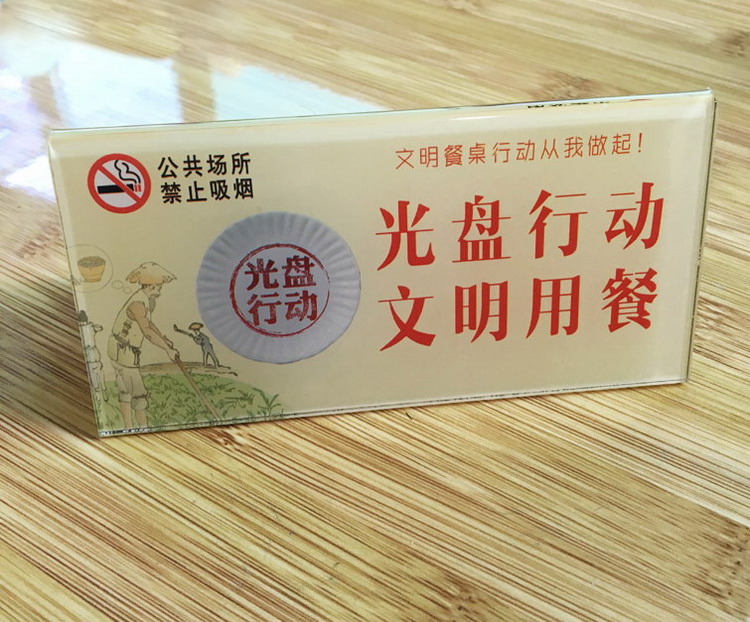 公共场所
禁止吸烟
文明餐桌行动从我做起！
光盘行动
文明用餐
光盘
行动